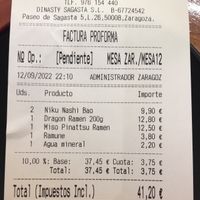 TLF. 976 154 440
DINASTY SAGASTA S.L. B-67724542
Paseo de Sagasta 5,L.26,50008,Zaragoza.
FACTURA PROFORMA
Nº Op.: [Pendiente] MESA ZAR./MESA12
12/09/2022 22:10 ADMINISTRADOR ZARAGOZ
Uds. Producto Importe
2 Niku Nashi Bao 9,90 €
1 Dragon Ramen 200g 12,80 €
1 Miso Pinattsu Ramen 12,50 €
1 Ramune 3,80 €
1 Agua mineral 2,20 €
10,00 %: Base: 37,45 € Cuota: 3,75 €
Total: 37,45 € 3,75 €
Total (Impuestos Incl.) 41,20 €